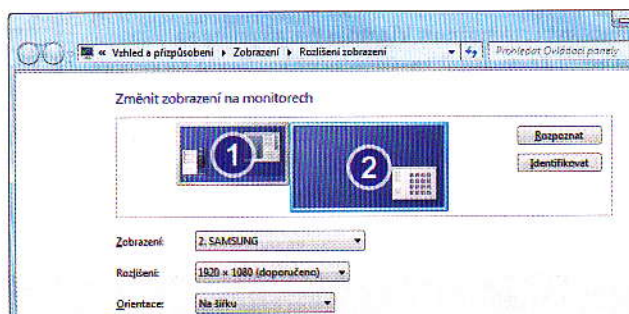 « Vzhled a přizpůsobení ▸ Zobrazení ▸ Rozlišení zobrazení
Prohledat Ovládací panely
Změnit zobrazení na monitorech
1
2
Rozpoznat
Identifikovat
Zobrazení: 2. SAMSUNG
Rozlišení: 1920 × 1080 (doporučeno)
Orientace: Na šířku